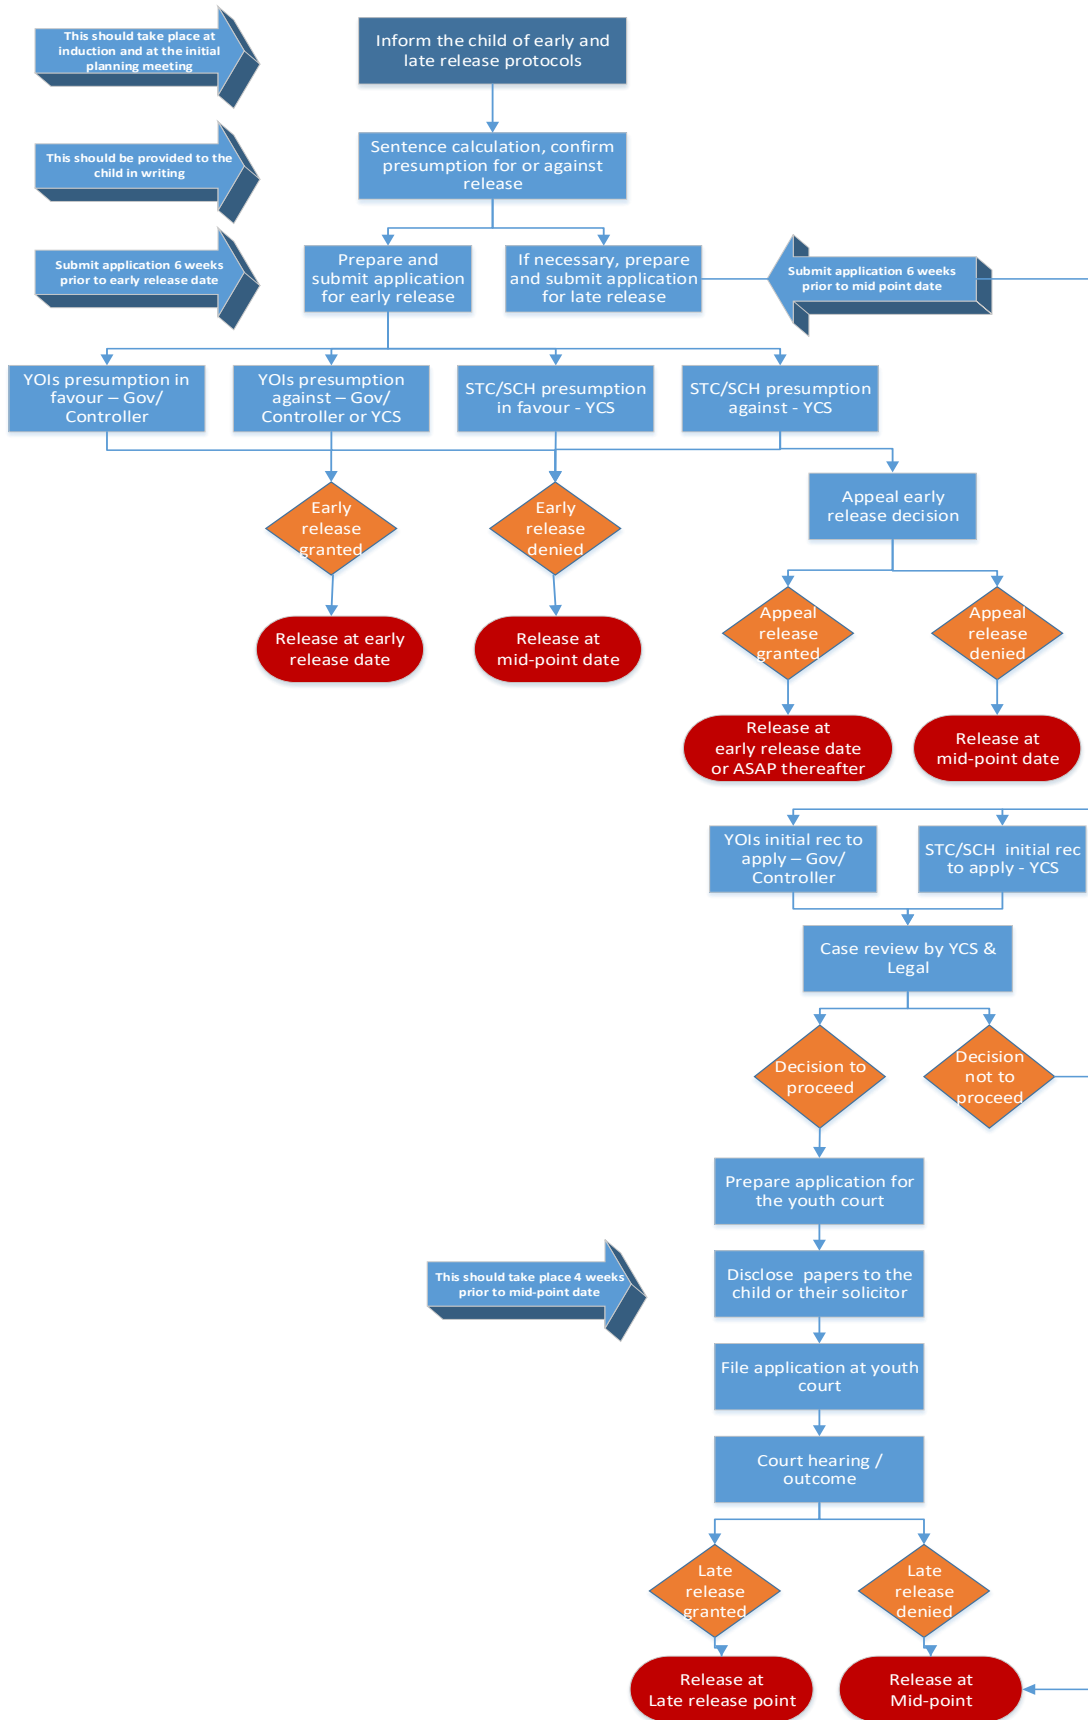 This should take place at
induction and at the initial
planning meeting
Inform the child of early and
late release protocols
This should be provided to the
child in writing
Sentence calculation, confirm
presumption for or against
release
Submit application 6 weeks
prior to early release date
Prepare and
submit application
for early release
If necessary, prepare
and submit application
for late release
Submit application 6 weeks
prior to mid point date
YOIs presumption in
favour – Gov/
Controller
YOIs presumption
against – Gov/
Controller or YCS
STC/SCH presumption
in favour - YCS
STC/SCH presumption
against - YCS
Early
release
granted
Early
release
denied
Appeal early
release decision
Release at early
release date
Release at
mid-point date
Appeal
release
granted
Appeal
release
denied
Release at
early release date
or ASAP thereafter
Release at
mid-point date
YOIs initial rec to
apply – Gov/
Controller
STC/SCH  initial rec
to apply - YCS
Case review by YCS &
Legal
Decision to
proceed
Decision
not to
proceed
Prepare application for
the youth court
This should take place 4 weeks
prior to mid-point date
Disclose  papers to the
child or their solicitor
File application at youth
court
Court hearing /
outcome
Late
release
granted
Late
release
denied
Release at
Late release point
Release at
Mid-point